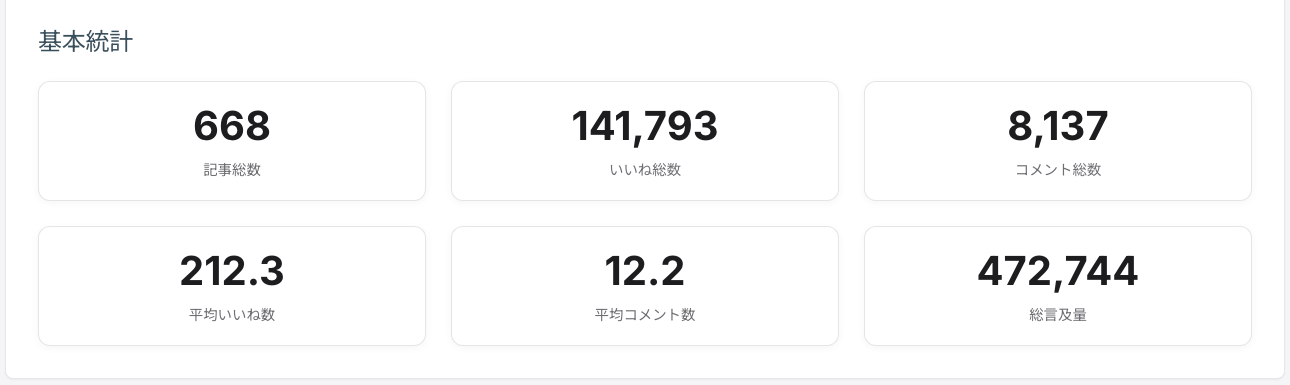 基本統計
668
記事総数
141,793
いいね総数
8,137
コメント総数
212.3
平均いいね数
12.2
平均コメント数
472,744
総言及量